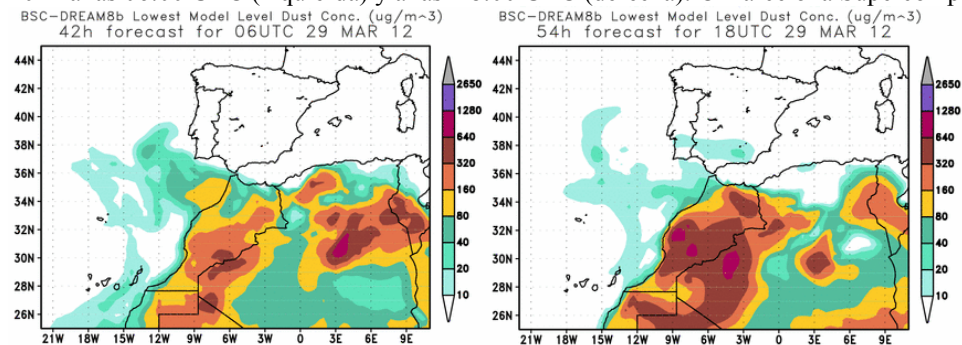 BSC-DREAM8b Lowest Model Level Dust Conc. (ug/m^3)
42h forecast for 06UTC 29 MAR 12
44N
42N
40N
38N
36N
34N
32N
30N
28N
26N
21W 18W 15W 12W 9W 6W 3W 0 3E 6E 9E
2650
1280
640
320
160
80
40
20
10
BSC-DREAM8b Lowest Model Level Dust Conc. (ug/m^3)
54h forecast for 18UTC 29 MAR 12
44N
42N
40N
38N
36N
34N
32N
30N
28N
26N
21W 18W 15W 12W 9W 6W 3W 0 3E 6E 9E
2650
1280
640
320
160
80
40
20
10